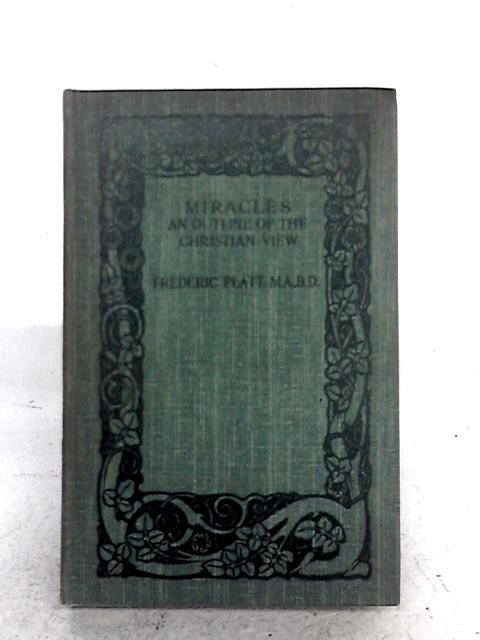 MIRACLES
AN OUTLINE OF THE
CHRISTIAN VIEW
FREDERIC PLATT, M.A., B.D.